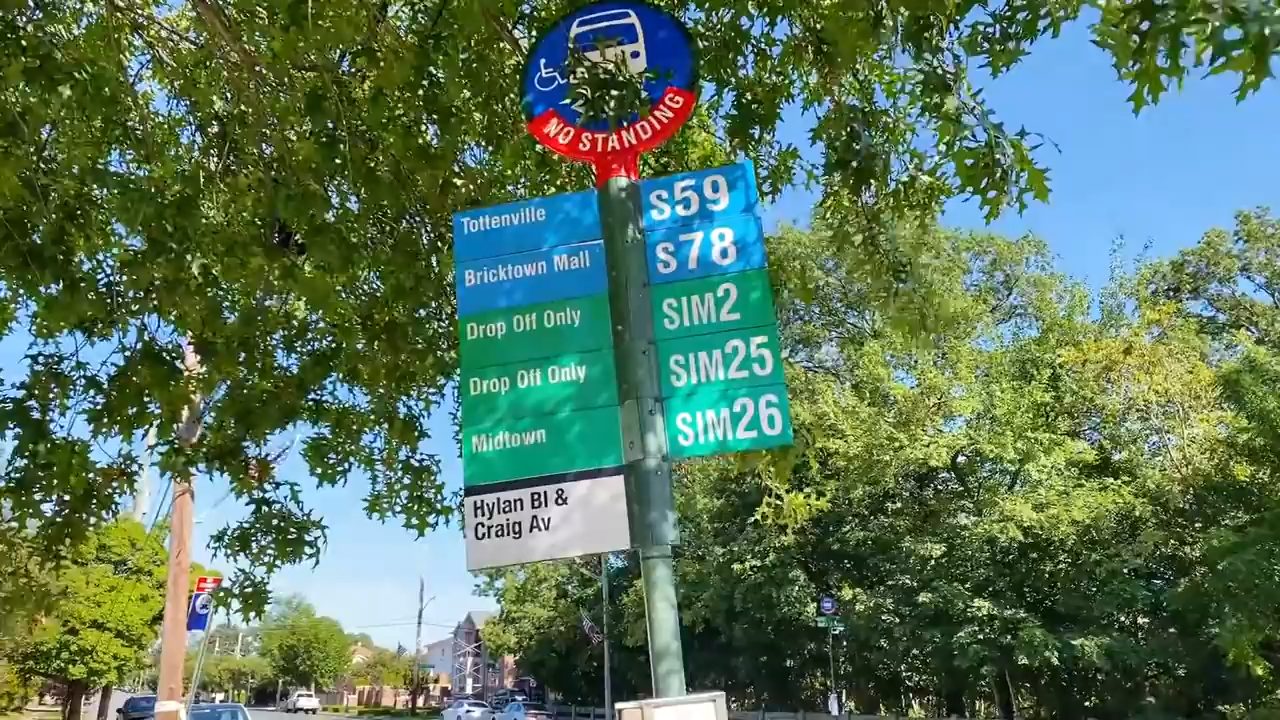 NO STANDING
Tottenville S59
Bricktown Mall S78
Drop Off Only SIM2
Drop Off Only SIM25
Midtown SIM26
Hylan Bl &
Craig Av